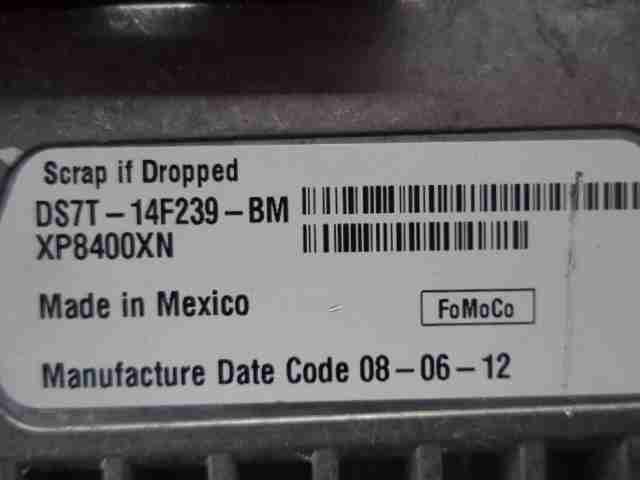 Scrap if Dropped
DS7T-14F239-BM
XP8400XN
Made in Mexico
FoMoCo
Manufacture Date Code 08-06-12